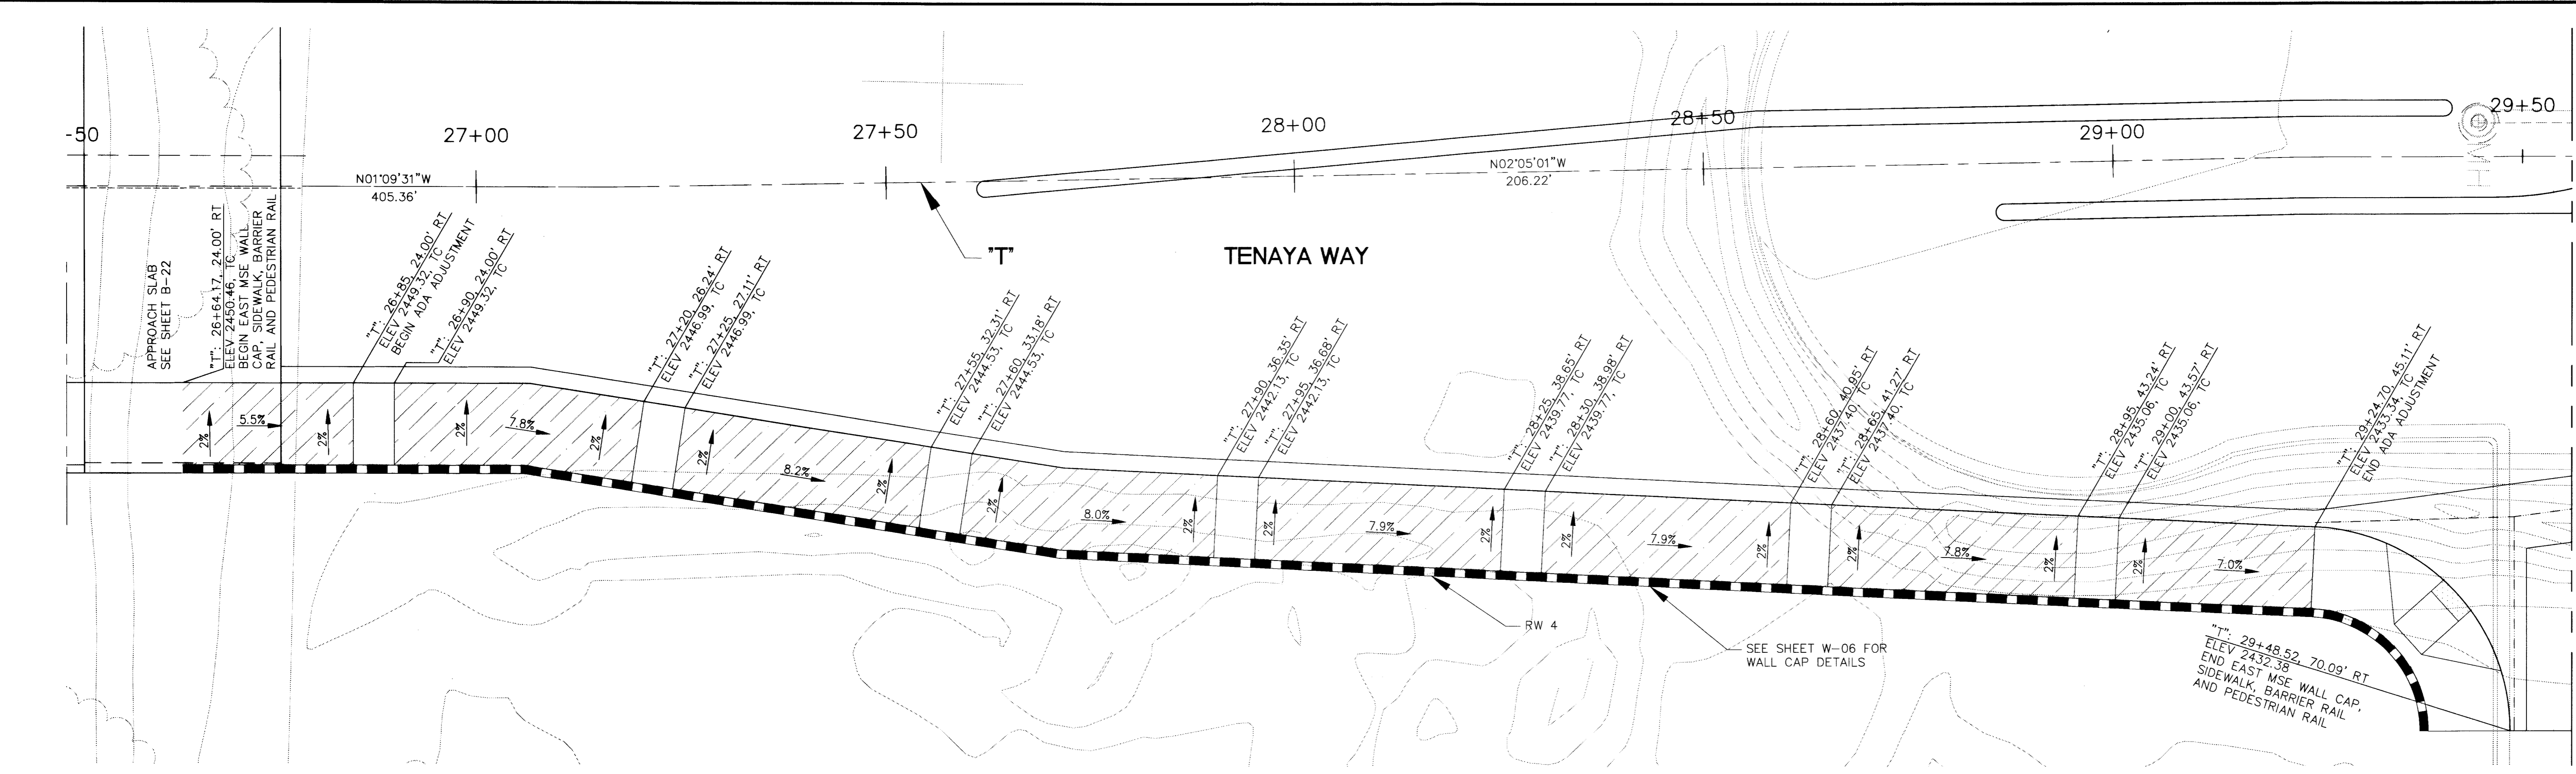 -50
27+00
27+50
28+00
28+50
29+00
29+50
N01°09'31"W
405.36'
N02°05'01"W
206.22'
"T"
TENAYA WAY
APPROACH SLAB
SEE SHEET B-22
"T": 26+64.17, 24.00' RT
ELEV 2450.46, TC
BEGIN EAST MSE WALL
CAP, SIDEWALK, BARRIER
RAIL AND PEDESTRIAN RAIL
"T": 26+85, 24.00' RT
ELEV 2449.32, TC
BEGIN ADA ADJUSTMENT
"T": 26+90, 24.00' RT
ELEV 2449.32, TC
"T": 27+20, 26.24' RT
ELEV 2446.99, TC
"T": 27+25, 27.11' RT
ELEV 2446.99, TC
"T": 27+55, 32.31' RT
ELEV 2444.53, TC
"T": 27+60, 33.18' RT
ELEV 2444.53, TC
"T": 27+90, 36.35' RT
ELEV 2442.13, TC
"T": 27+95, 36.68' RT
ELEV 2442.13, TC
"T": 28+25, 38.65' RT
ELEV 2439.77, TC
"T": 28+30, 38.98' RT
ELEV 2439.77, TC
"T": 28+60, 40.95' RT
ELEV 2437.40, TC
"T": 28+65, 41.27' RT
ELEV 2437.40, TC
"T": 28+95, 43.24' RT
ELEV 2435.06, TC
"T": 29+00, 43.57' RT
ELEV 2435.06, TC
"T": 29+24.70, 45.11' RT
ELEV 2433.34, TC
END ADA ADJUSTMENT
2%
5.5%
2%
2%
7.8%
2%
2%
8.2%
2%
2%
8.0%
2%
2%
7.9%
2%
2%
7.9%
2%
2%
7.8%
2%
2%
7.0%
RW 4
SEE SHEET W-06 FOR
WALL CAP DETAILS
"T": 29+48.52, 70.09' RT
ELEV 2432.38
END EAST MSE WALL CAP,
SIDEWALK, BARRIER RAIL
AND PEDESTRIAN RAIL